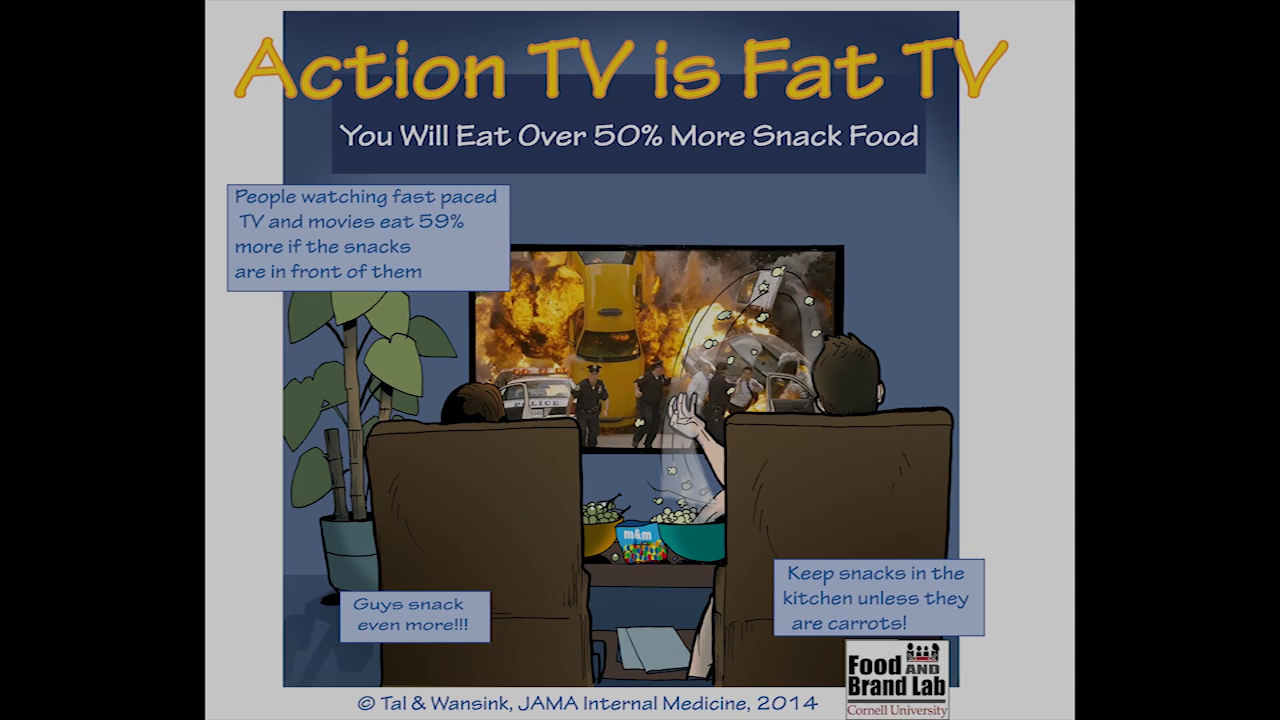 Action TV is Fat TV
You Will Eat Over 50% More Snack Food
People watching fast paced
TV and movies eat 59%
more if the snacks
are in front of them
POLICE
m&m
Guys snack
even more!!!
Keep snacks in the
kitchen unless they
are carrots!
Food AND
Brand Lab
Cornell University
© Tal & Wansink, JAMA Internal Medicine, 2014